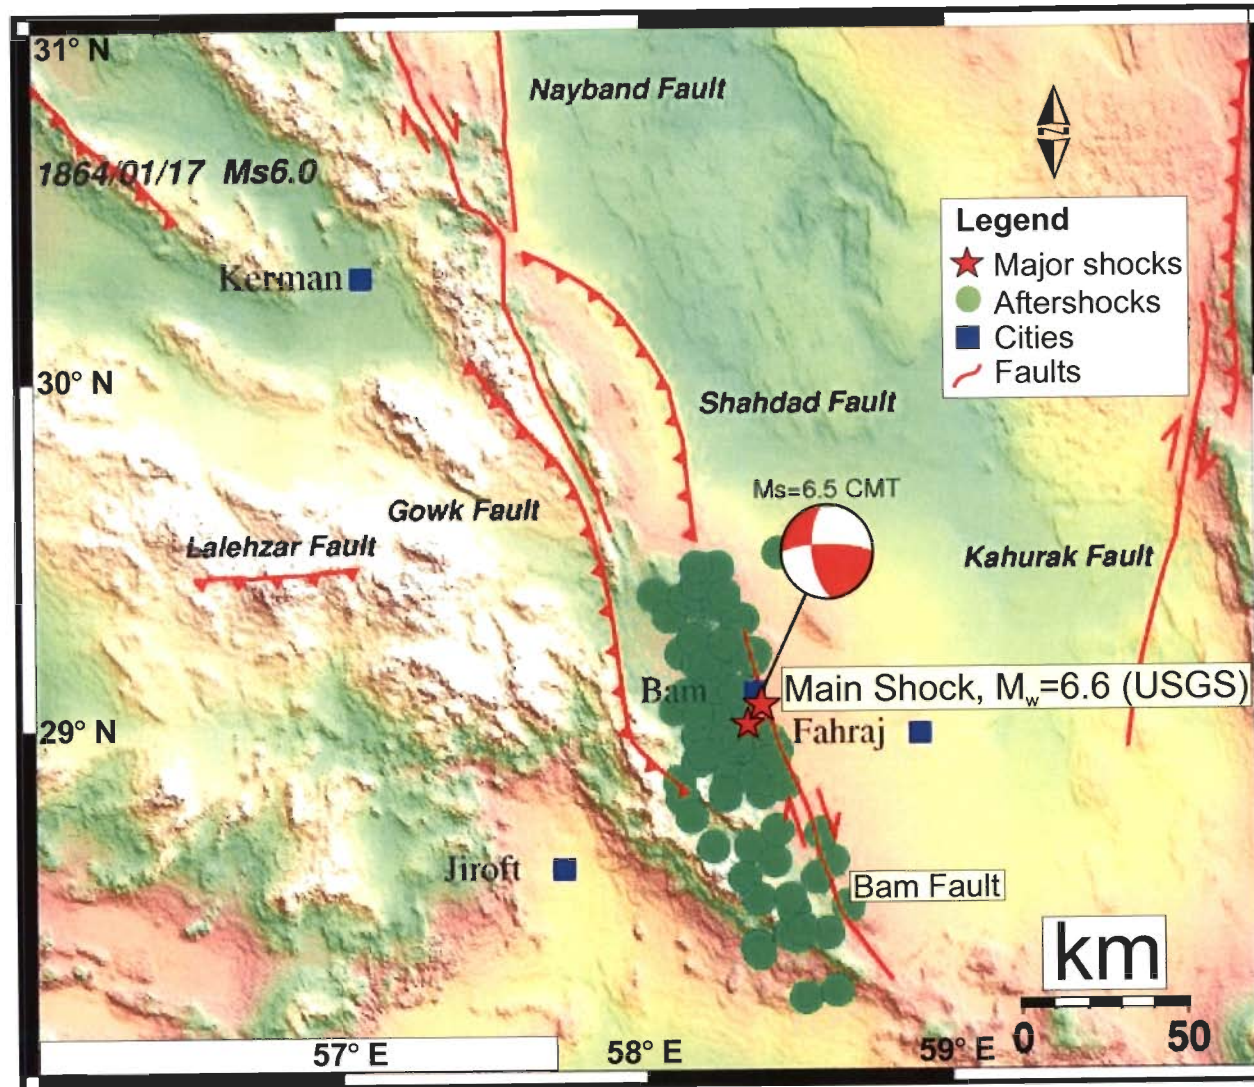 31° N
Nayband Fault
1864/01/17 Ms6.0
Kerman
Legend
Major shocks
Aftershocks
Cities
Faults
30° N
Shahdad Fault
Ms=6.5 CMT
Gowk Fault
Lalehzar Fault
Kahurak Fault
Bam
Main Shock, Mw=6.6 (USGS)
29° N
Fahraj
Jiroft
Bam Fault
km
0 50
57° E
58° E
59° E
N